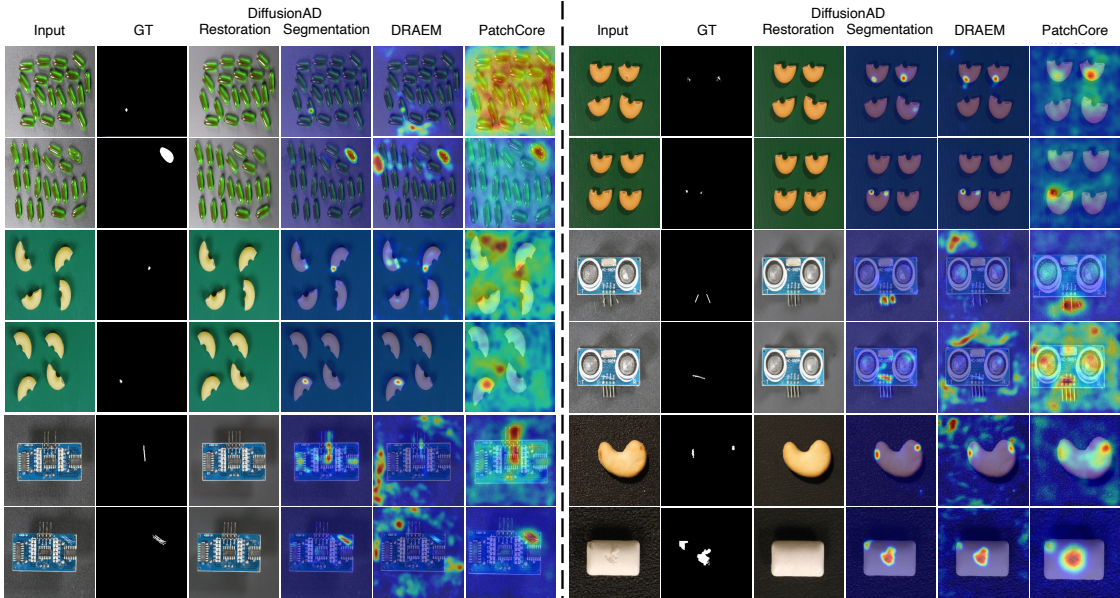 DiffusionAD
Input GT Restoration Segmentation DRAEM PatchCore
DiffusionAD
Input GT Restoration Segmentation DRAEM PatchCore